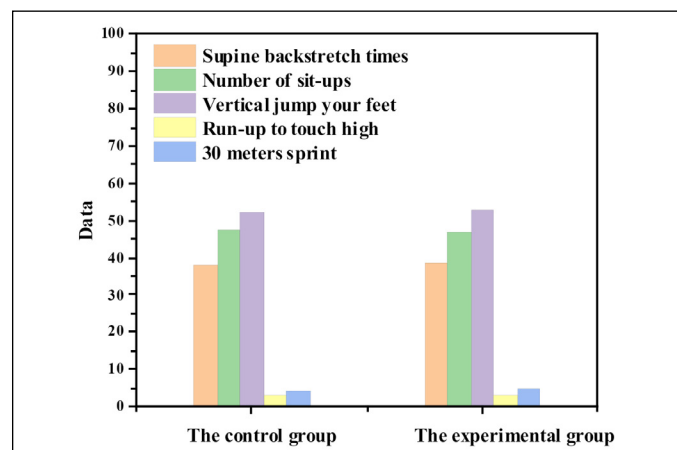 100
90
80
70
60
50
40
30
20
10
0
Data
Supine backstretch times
Number of sit-ups
Vertical jump your feet
Run-up to touch high
30 meters sprint
The control group
The experimental group